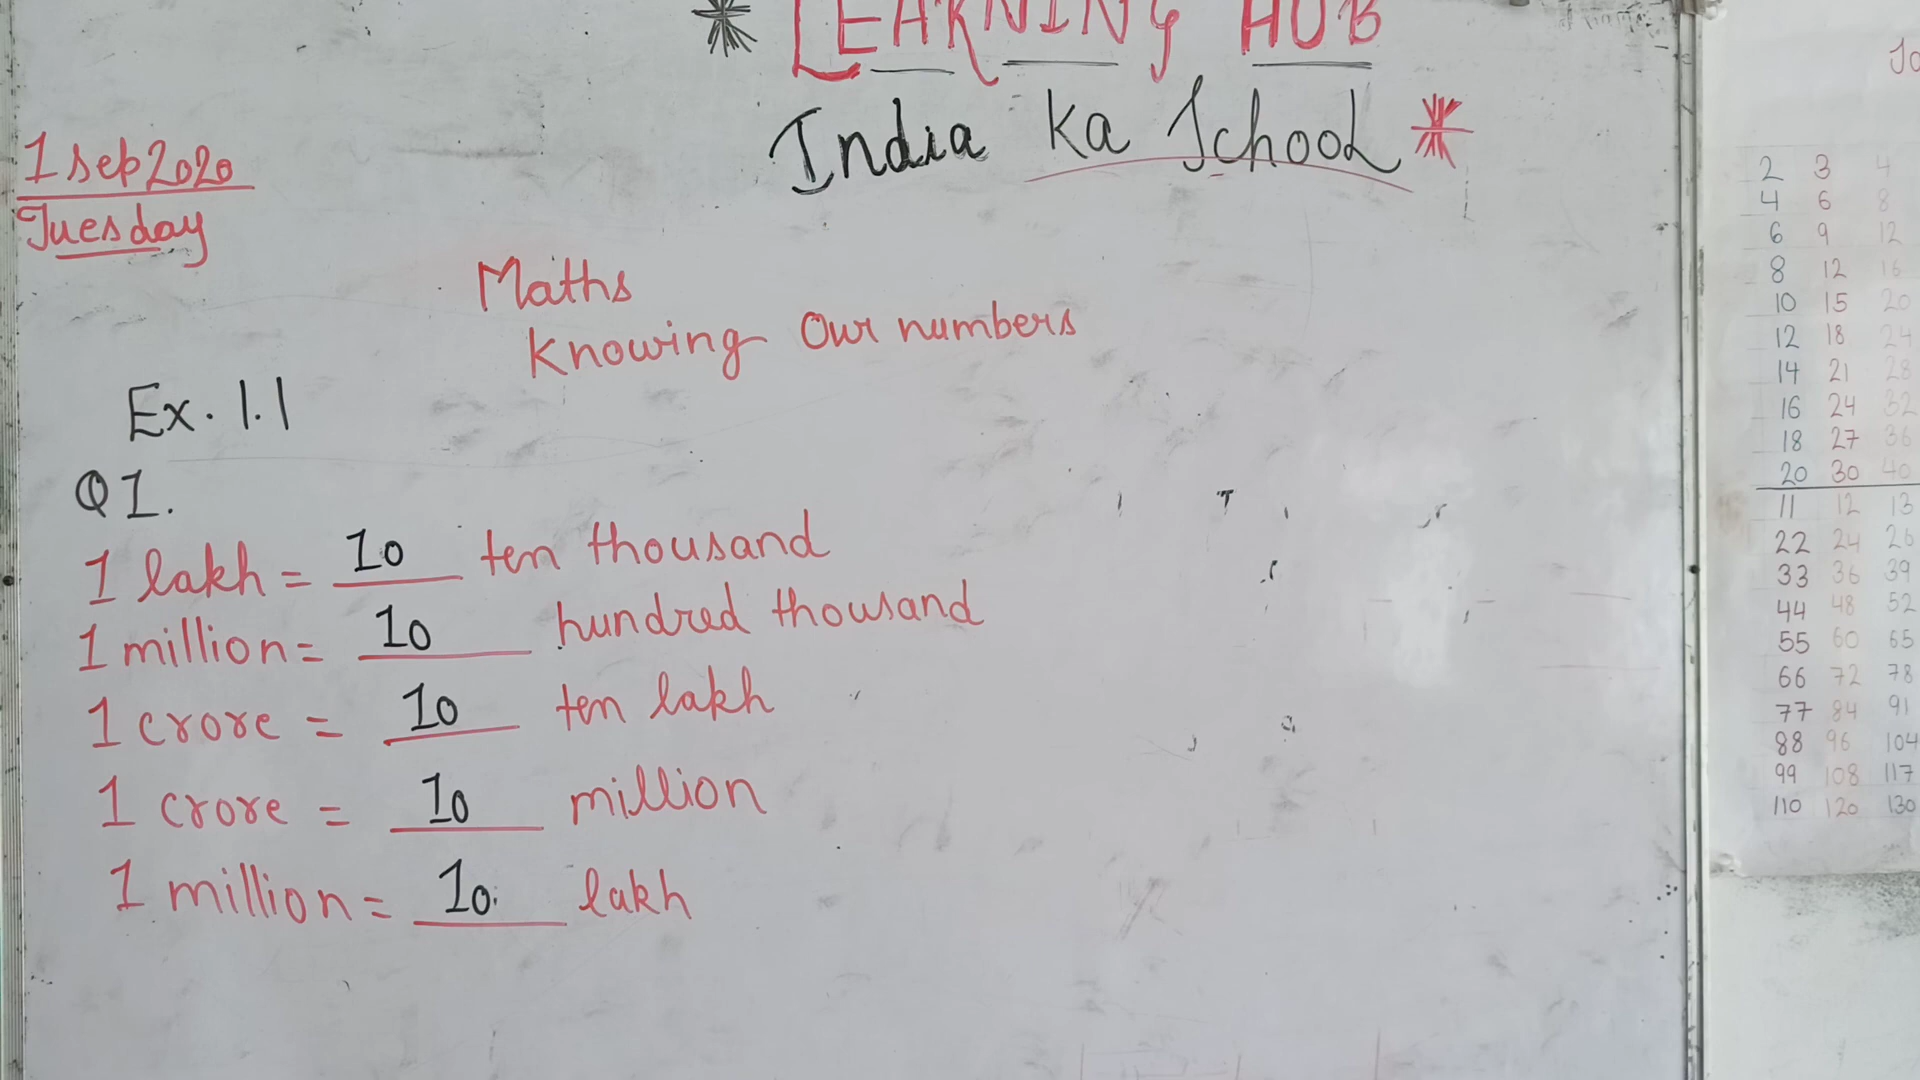 * LEARNING HUB
India Ka School *
1 Sep 2020
Tuesday
Maths
Knowing Our numbers
Ex. 1.1
Q1.
1 lakh = 10 ten thousand
1 million = 10 hundred thousand
1 crore = 10 ten lakh
1 crore = 10 million
1 million = 10 lakh
2 3 4
4 6 8
6 9 12
8 12 16
10 15 20
12 18 24
14 21 28
16 24 32
18 27 36
20 30 40
11 12 13
22 24 26
33 36 39
44 48 52
55 60 65
66 72 78
77 84 91
88 96 104
99 108 117
110 120 130